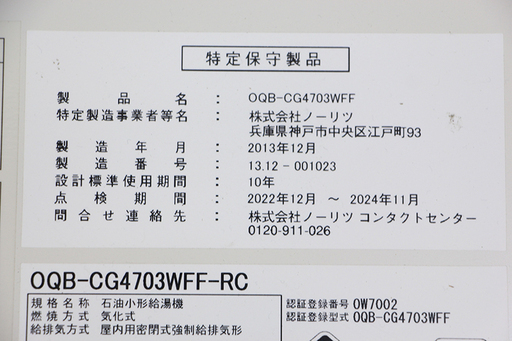 特定保守製品
製品名 : OQB-CG4703WFF
特定製造事業者等名 : 株式会社ノーリツ
兵庫県神戸市中央区江戸町93
製造年月 : 2013年12月
製造番号 : 13.12-001023
設計標準使用期間 : 10年
点検期間 : 2022年12月 ～ 2024年11月
問合せ連絡先 : 株式会社ノーリツ コンタクトセンター
0120-911-026
OQB-CG4703WFF-RC
規格名称 石油小形給湯機
燃焼方式 気化式
給排気方式 屋内用密閉式強制給排気形
認証登録番号 OW7002
認証登録型式 OQB-CG4703WFF